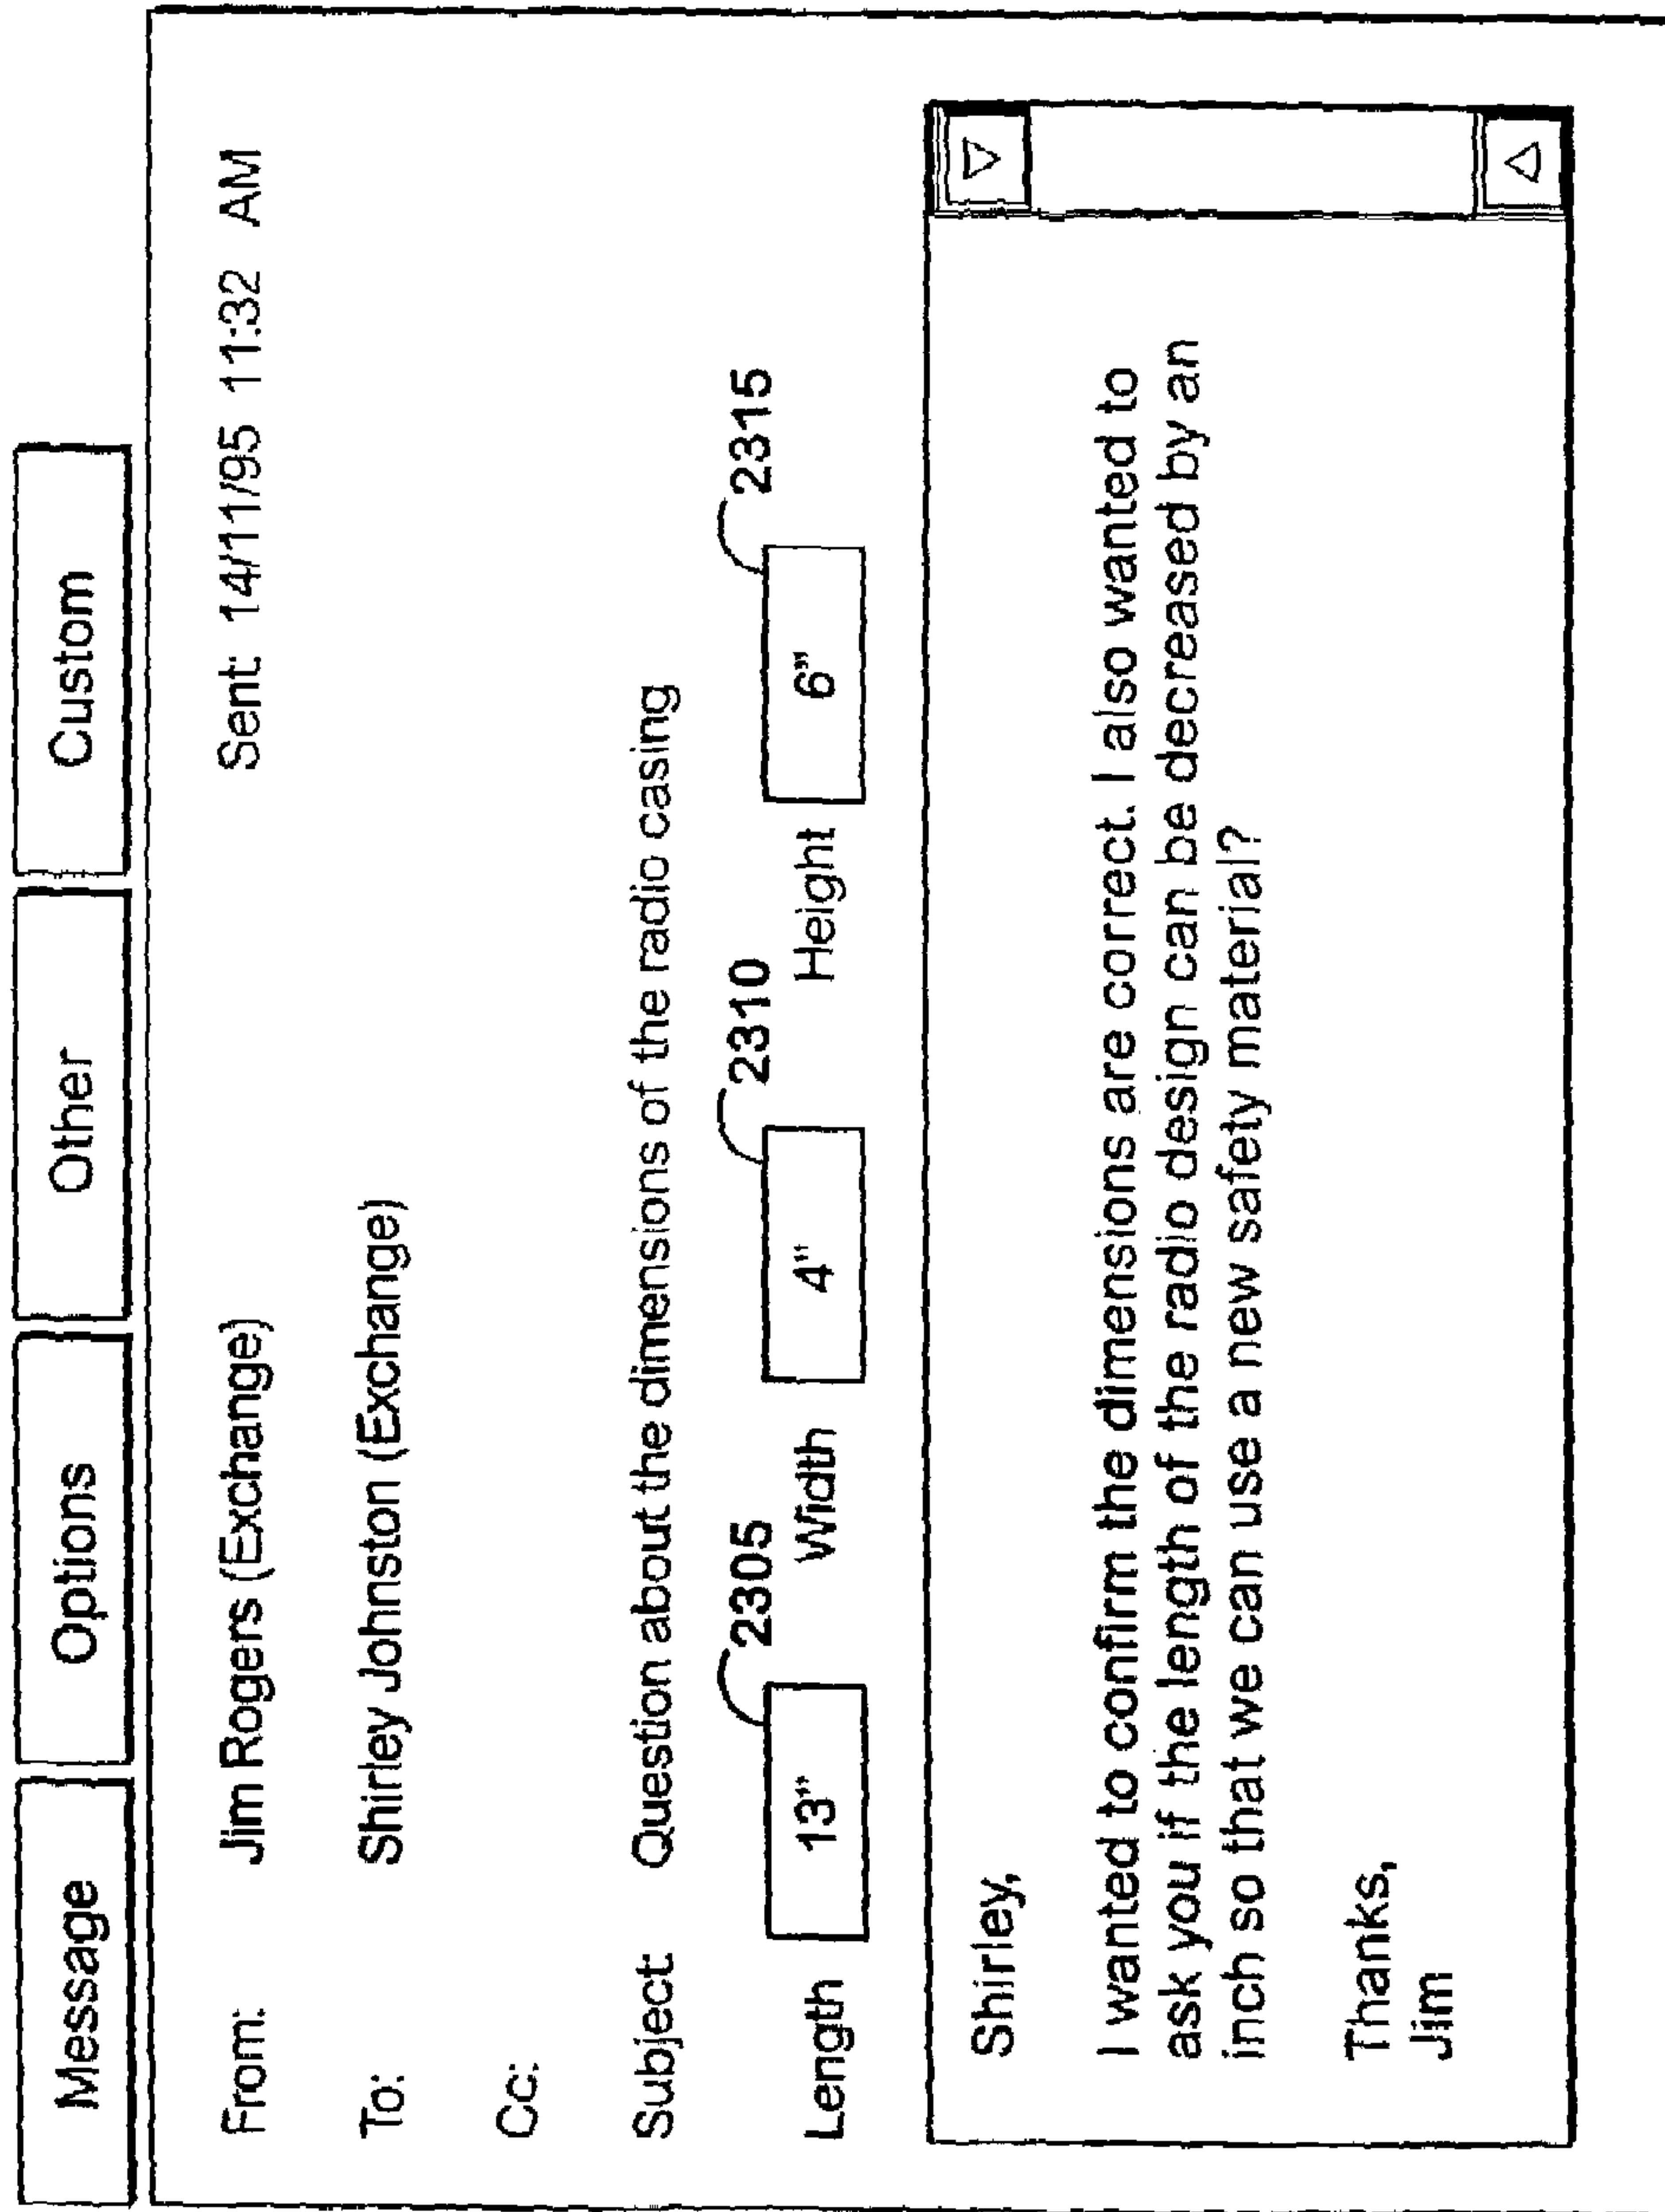 Message Options Other Custom
From: Jim Rogers (Exchange) Sent: 14/11/95 11:32 AM
To: Shirley Johnston (Exchange)
Cc:
Subject: Question about the dimensions of the radio casing
2305 2310 2315
Length 13" Width 4" Height 6"
Shirley,
I wanted to confirm the dimensions are correct. I also wanted to
ask you if the length of the radio design can be decreased by an
inch so that we can use a new safety material?
Thanks,
Jim